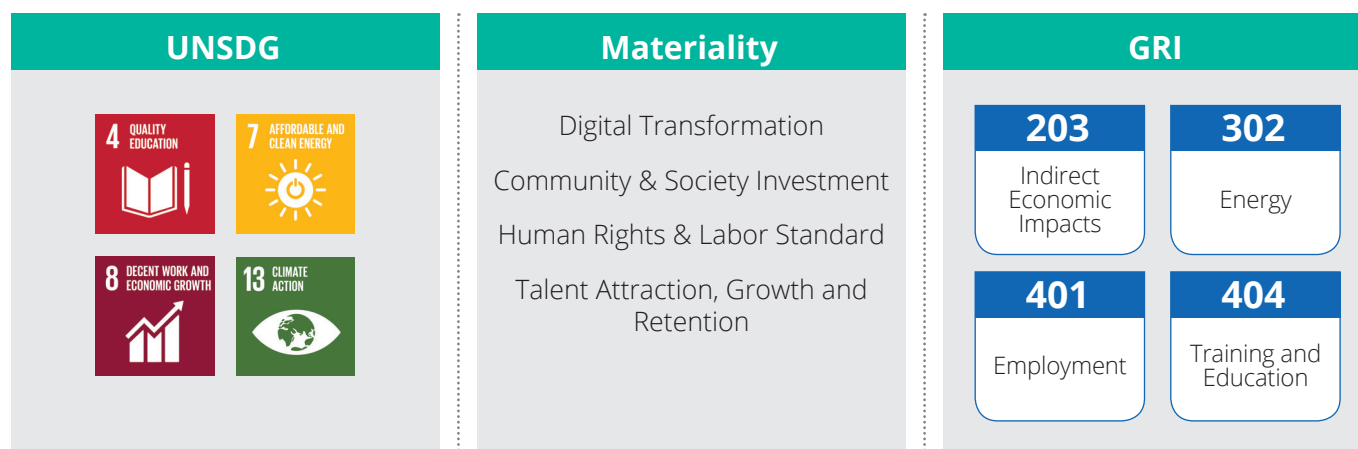 UNSDG
4 QUALITY
EDUCATION
7 AFFORDABLE AND
CLEAN ENERGY
8 DECENT WORK AND
ECONOMIC GROWTH
13 CLIMATE
ACTION
Materiality
Digital Transformation
Community & Society Investment
Human Rights & Labor Standard
Talent Attraction, Growth and
Retention
GRI
203
Indirect
Economic
Impacts
302
Energy
401
Employment
404
Training and
Education